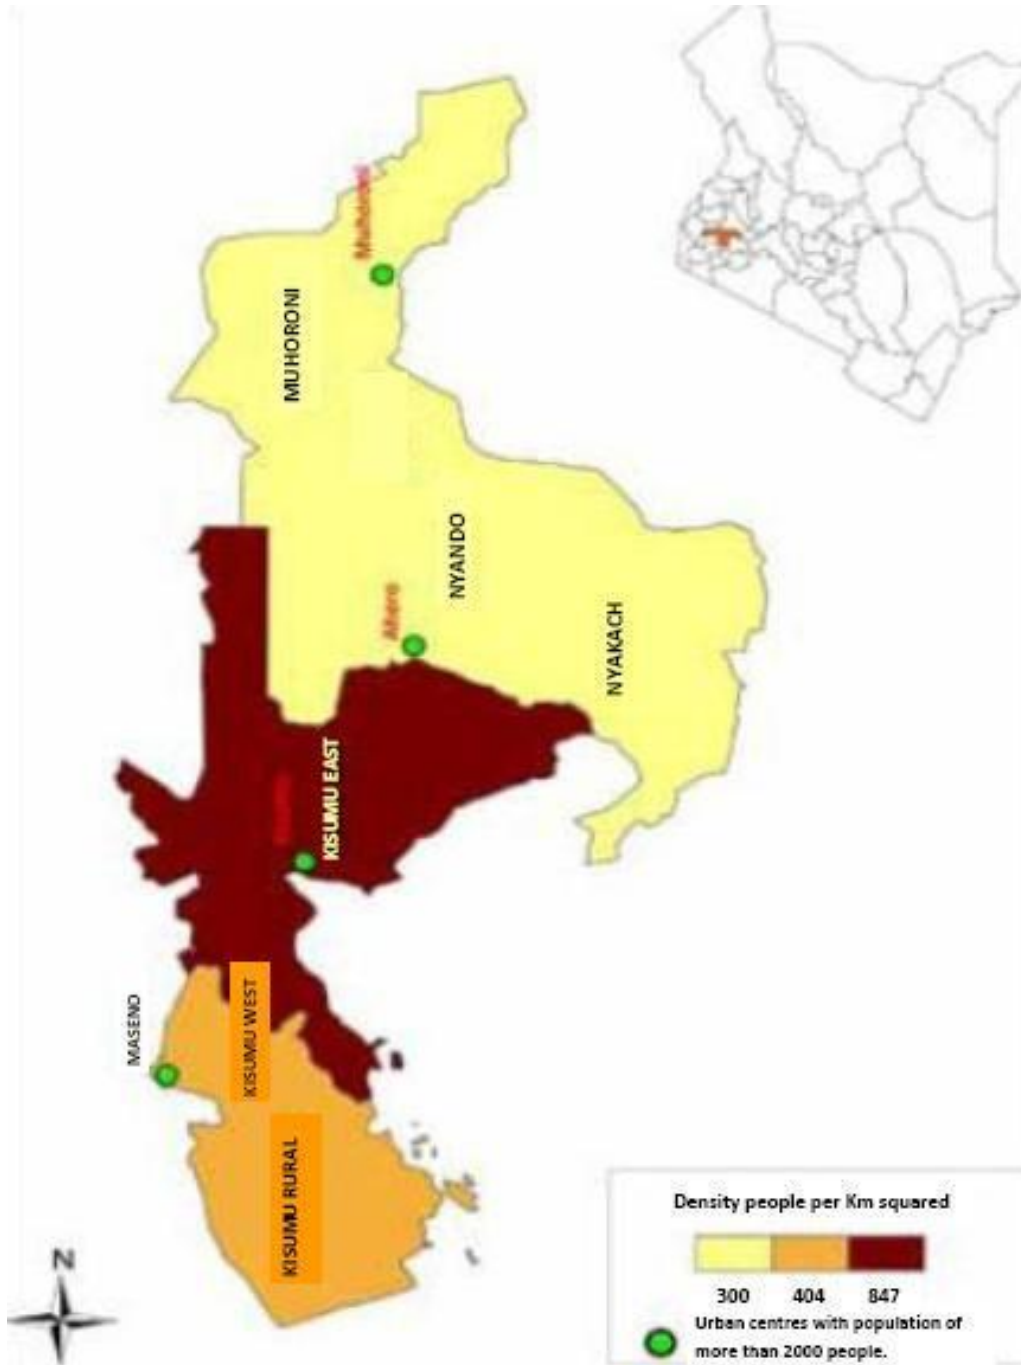 Muhoroni
MUHORONI
NYANDO
Ahero
NYAKACH
KISUMU EAST
MASENO
KISUMU WEST
KISUMU RURAL
N
Density people per Km squared
300 404 847
Urban centres with population of
more than 2000 people.